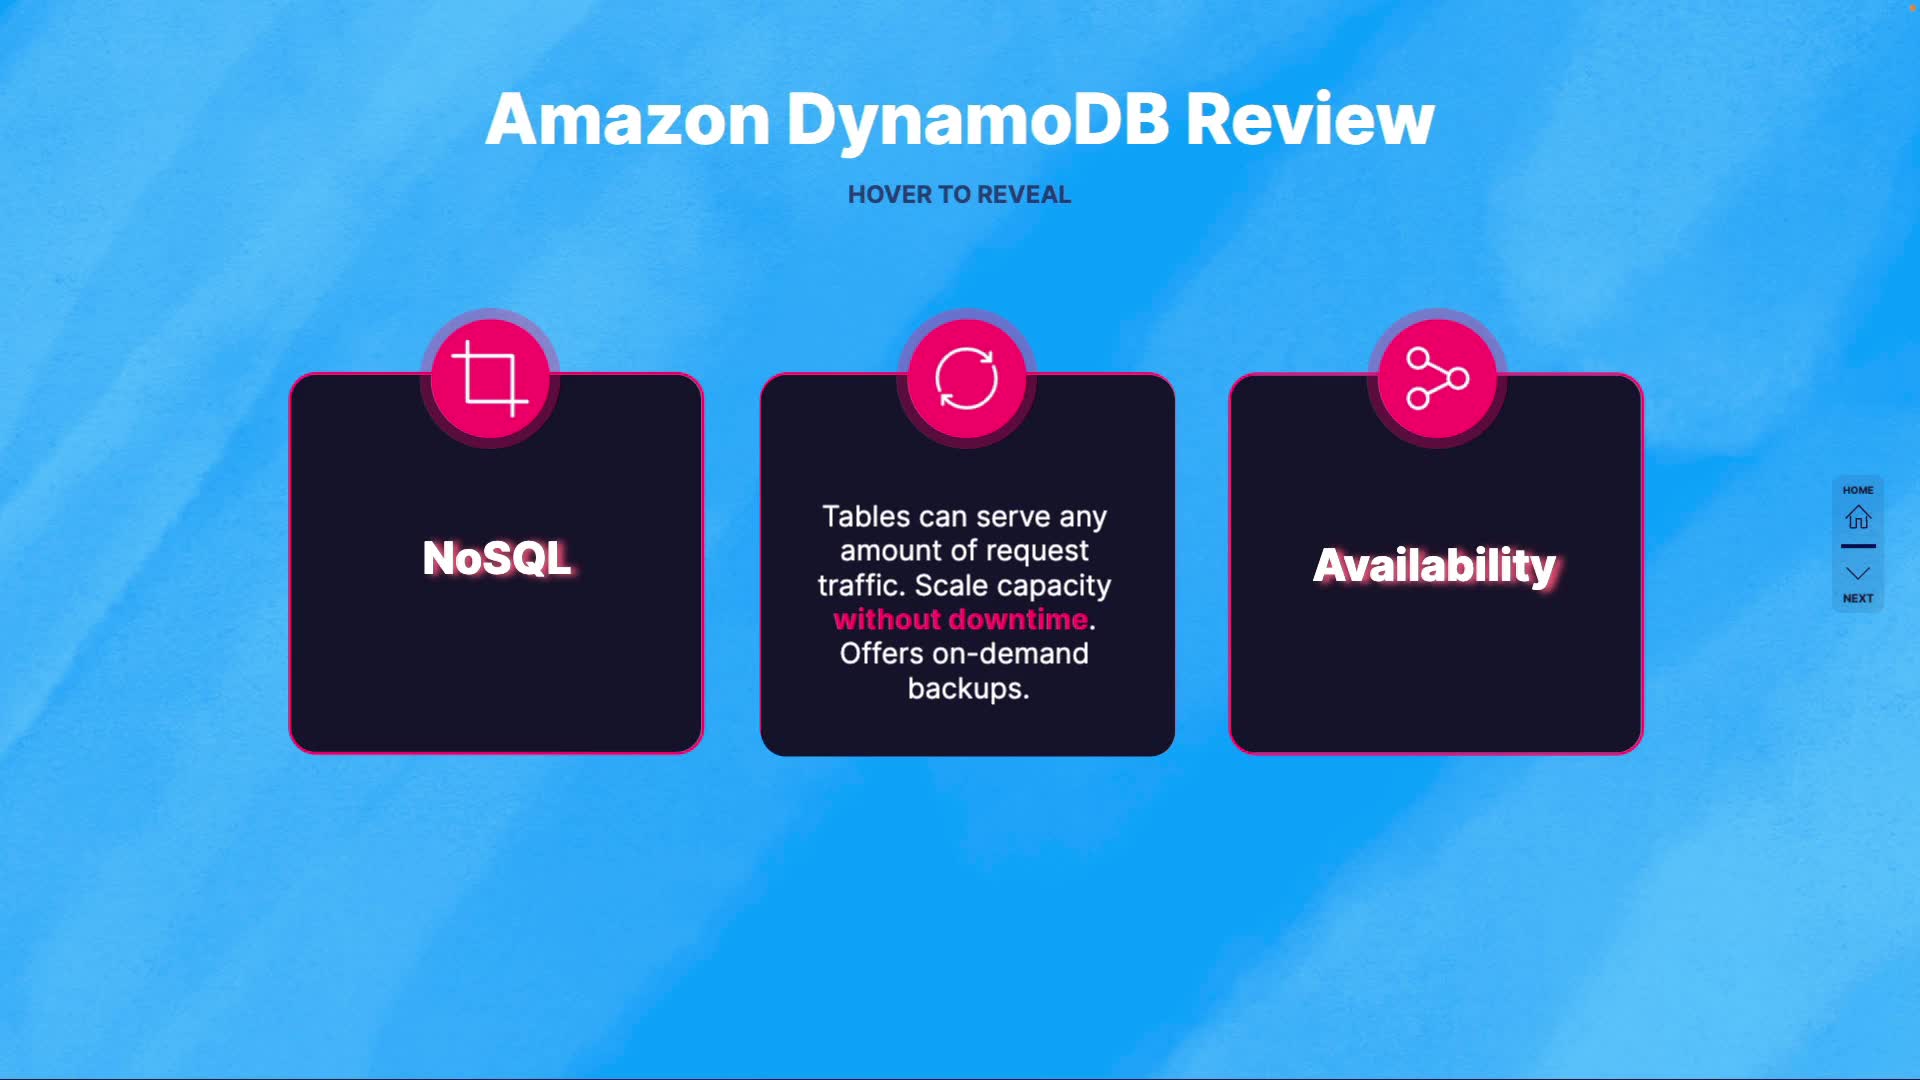 Amazon DynamoDB Review
HOVER TO REVEAL
NoSQL
Tables can serve any
amount of request
traffic. Scale capacity
without downtime.
Offers on-demand
backups.
Availability
HOME
NEXT